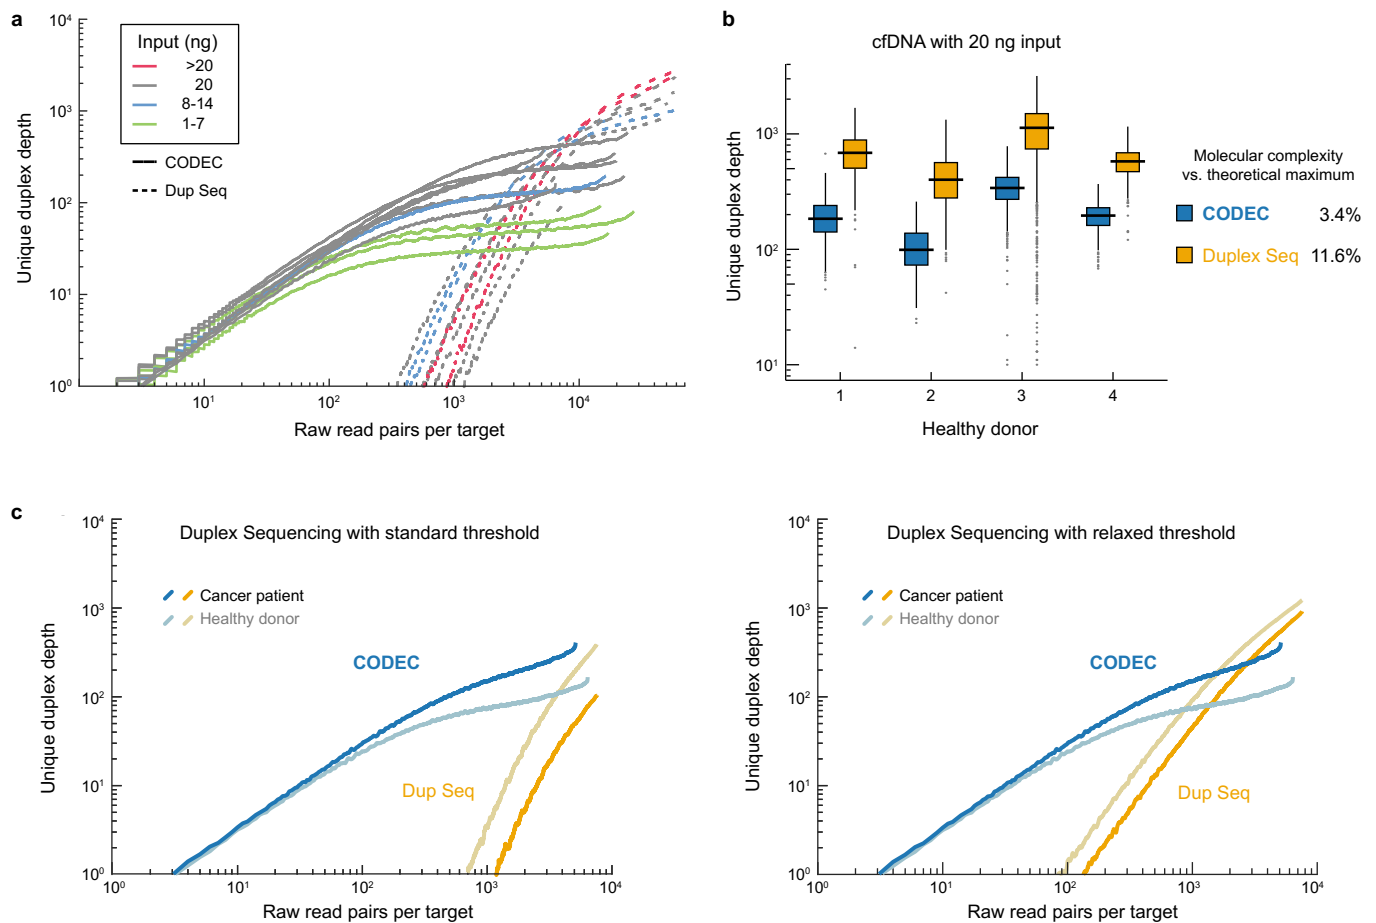 a
Input (ng)
>20
20
8-14
1-7
CODEC
Dup Seq
10⁴
10³
10²
10¹
10⁰
Unique duplex depth
10¹
10²
10³
10⁴
Raw read pairs per target
b
cfDNA with 20 ng input
10³
10²
10¹
Unique duplex depth
1
2
3
4
Healthy donor
Molecular complexity
vs. theoretical maximum
CODEC 3.4%
Duplex Seq 11.6%
c
Duplex Sequencing with standard threshold
Cancer patient
Healthy donor
CODEC
Dup Seq
10⁴
10³
10²
10¹
10⁰
Unique duplex depth
10⁰
10¹
10²
10³
10⁴
Raw read pairs per target
Duplex Sequencing with relaxed threshold
Cancer patient
Healthy donor
CODEC
Dup Seq
10⁴
10³
10²
10¹
10⁰
Unique duplex depth
10⁰
10¹
10²
10³
10⁴
Raw read pairs per target